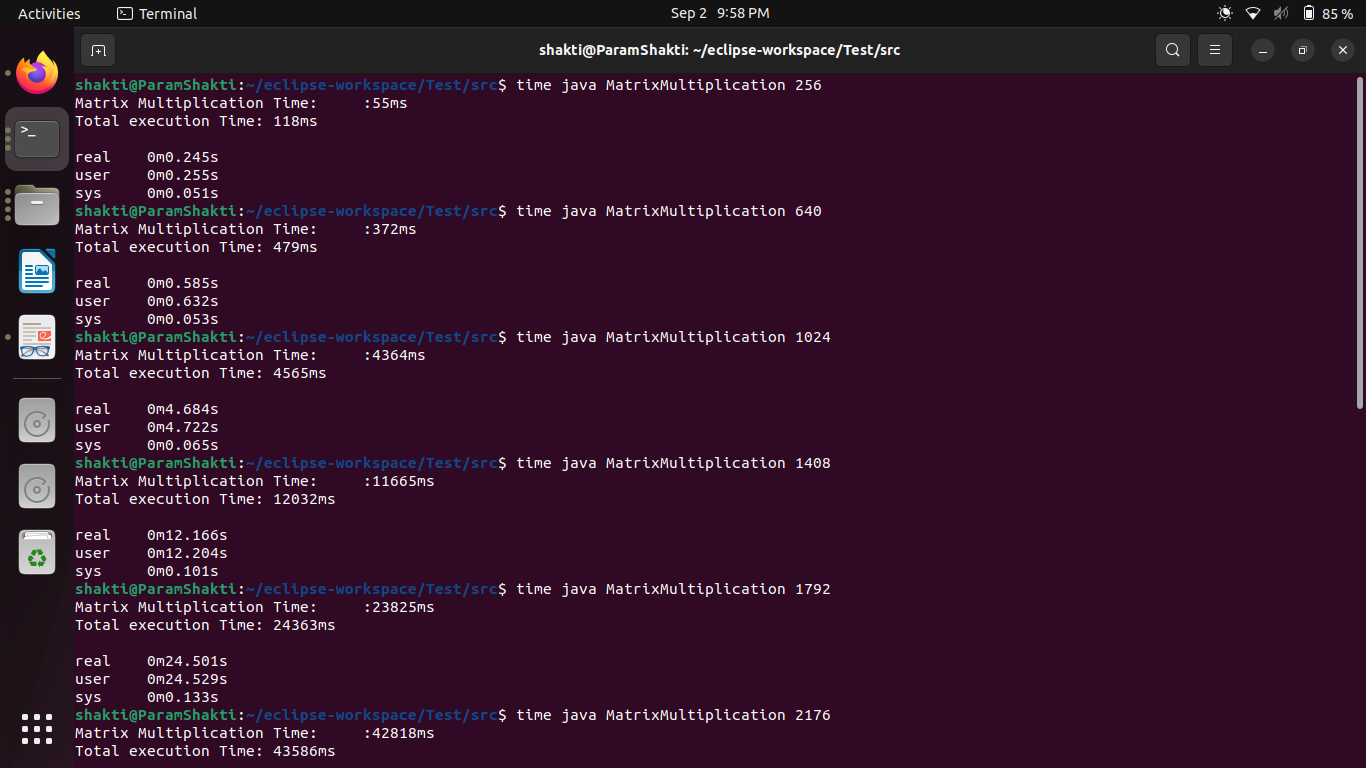 Activities Terminal Sep 2 9:58 PM 85 %
shakti@ParamShakti: ~/eclipse-workspace/Test/src
shakti@ParamShakti:~/eclipse-workspace/Test/src$ time java MatrixMultiplication 256
Matrix Multiplication Time: :55ms
Total execution Time: 118ms
real 0m0.245s
user 0m0.255s
sys 0m0.051s
shakti@ParamShakti:~/eclipse-workspace/Test/src$ time java MatrixMultiplication 640
Matrix Multiplication Time: :372ms
Total execution Time: 479ms
real 0m0.585s
user 0m0.632s
sys 0m0.053s
shakti@ParamShakti:~/eclipse-workspace/Test/src$ time java MatrixMultiplication 1024
Matrix Multiplication Time: :4364ms
Total execution Time: 4565ms
real 0m4.684s
user 0m4.722s
sys 0m0.065s
shakti@ParamShakti:~/eclipse-workspace/Test/src$ time java MatrixMultiplication 1408
Matrix Multiplication Time: :11665ms
Total execution Time: 12032ms
real 0m12.166s
user 0m12.204s
sys 0m0.101s
shakti@ParamShakti:~/eclipse-workspace/Test/src$ time java MatrixMultiplication 1792
Matrix Multiplication Time: :23825ms
Total execution Time: 24363ms
real 0m24.501s
user 0m24.529s
sys 0m0.133s
shakti@ParamShakti:~/eclipse-workspace/Test/src$ time java MatrixMultiplication 2176
Matrix Multiplication Time: :42818ms
Total execution Time: 43586ms